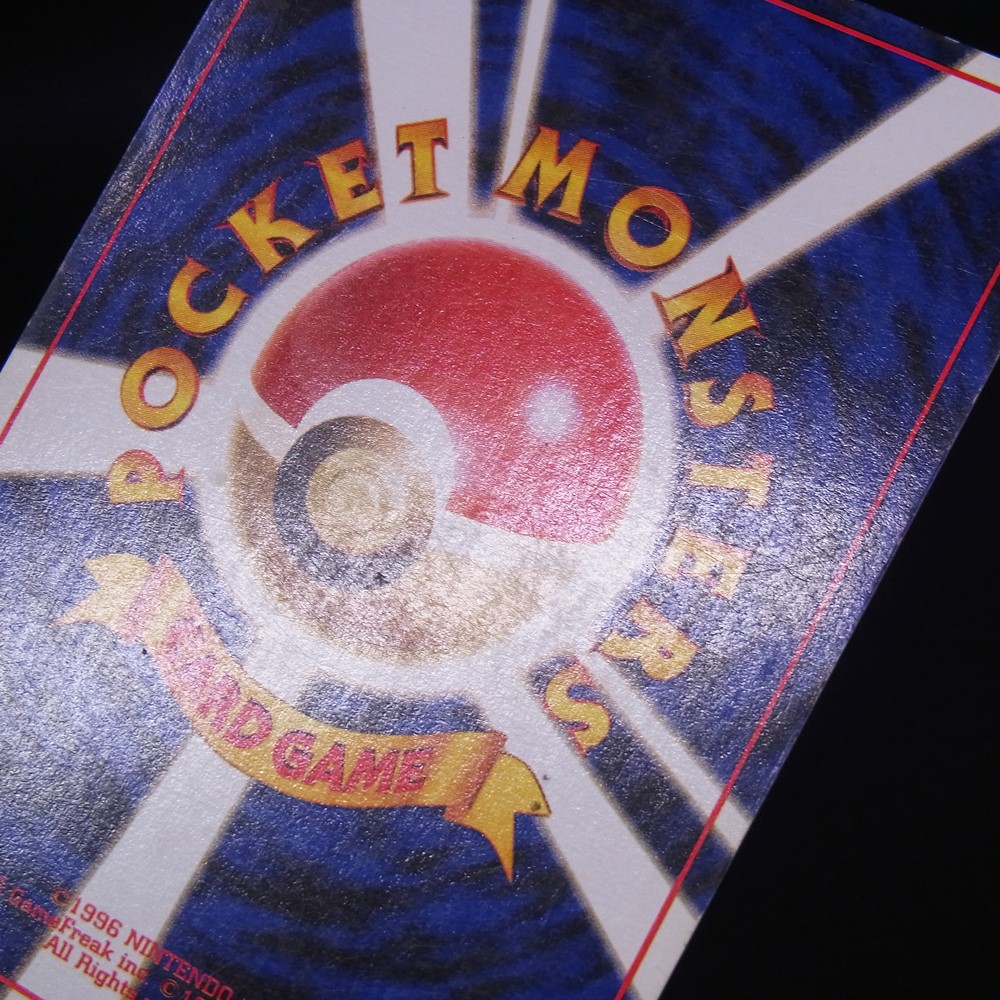 POCKET MONSTERS
CARD GAME
©1996 NINTENDO
GameFreak inc. ©
All Rights